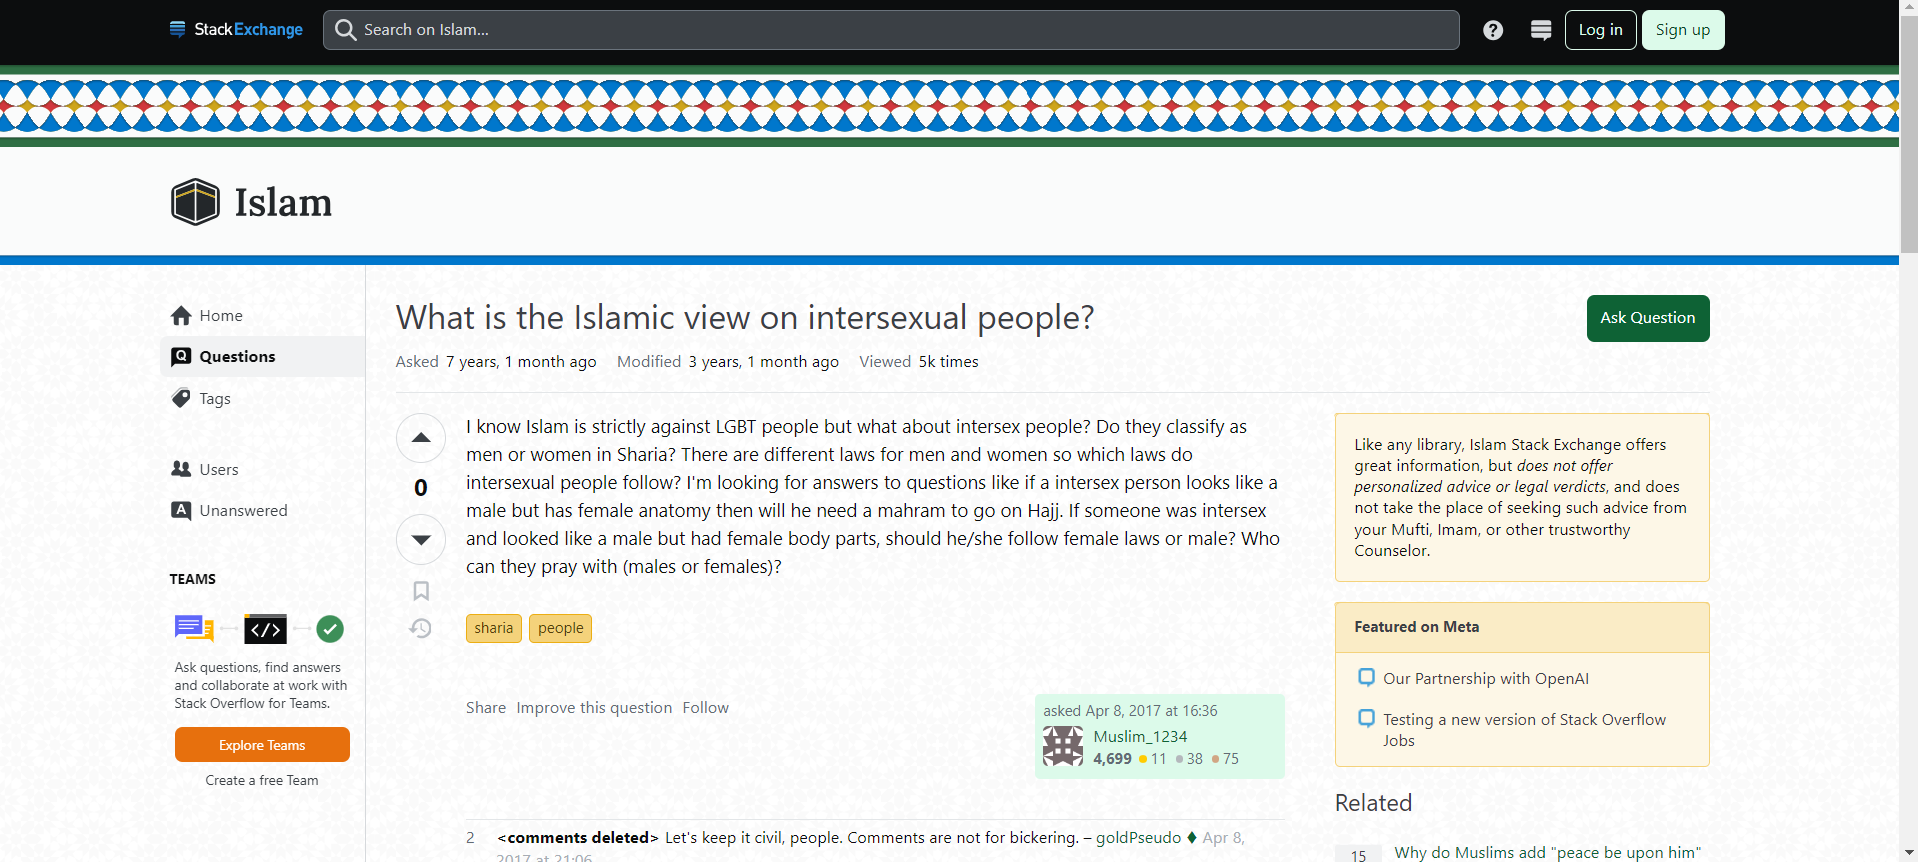 StackExchange
Search on Islam...
Log in
Sign up
Islam
Home
Questions
Tags
Users
Unanswered
TEAMS
Ask questions, find answers
and collaborate at work with
Stack Overflow for Teams.
Explore Teams
Create a free Team
What is the Islamic view on intersexual people?
Ask Question
Asked 7 years, 1 month ago Modified 3 years, 1 month ago Viewed 5k times
I know Islam is strictly against LGBT people but what about intersex people? Do they classify as
men or women in Sharia? There are different laws for men and women so which laws do
intersexual people follow? I'm looking for answers to questions like if a intersex person looks like a
male but has female anatomy then will he need a mahram to go on Hajj. If someone was intersex
and looked like a male but had female body parts, should he/she follow female laws or male? Who
can they pray with (males or females)?
0
sharia people
Share Improve this question Follow
asked Apr 8, 2017 at 16:36
Muslim_1234
4,699 11 38 75
2 <comments deleted> Let's keep it civil, people. Comments are not for bickering. – goldPseudo ♦ Apr 8,
2017 at 21:06
Like any library, Islam Stack Exchange offers
great information, but does not offer
personalized advice or legal verdicts, and does
not take the place of seeking such advice from
your Mufti, Imam, or other trustworthy
Counselor.
Featured on Meta
Our Partnership with OpenAI
Testing a new version of Stack Overflow
Jobs
Related
15 Why do Muslims add "peace be upon him"